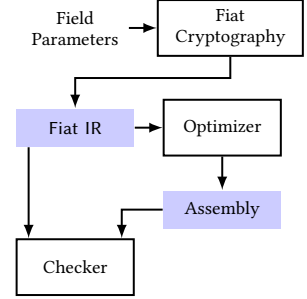 Field
Parameters
Fiat
Cryptography
Fiat IR
Optimizer
Assembly
Checker